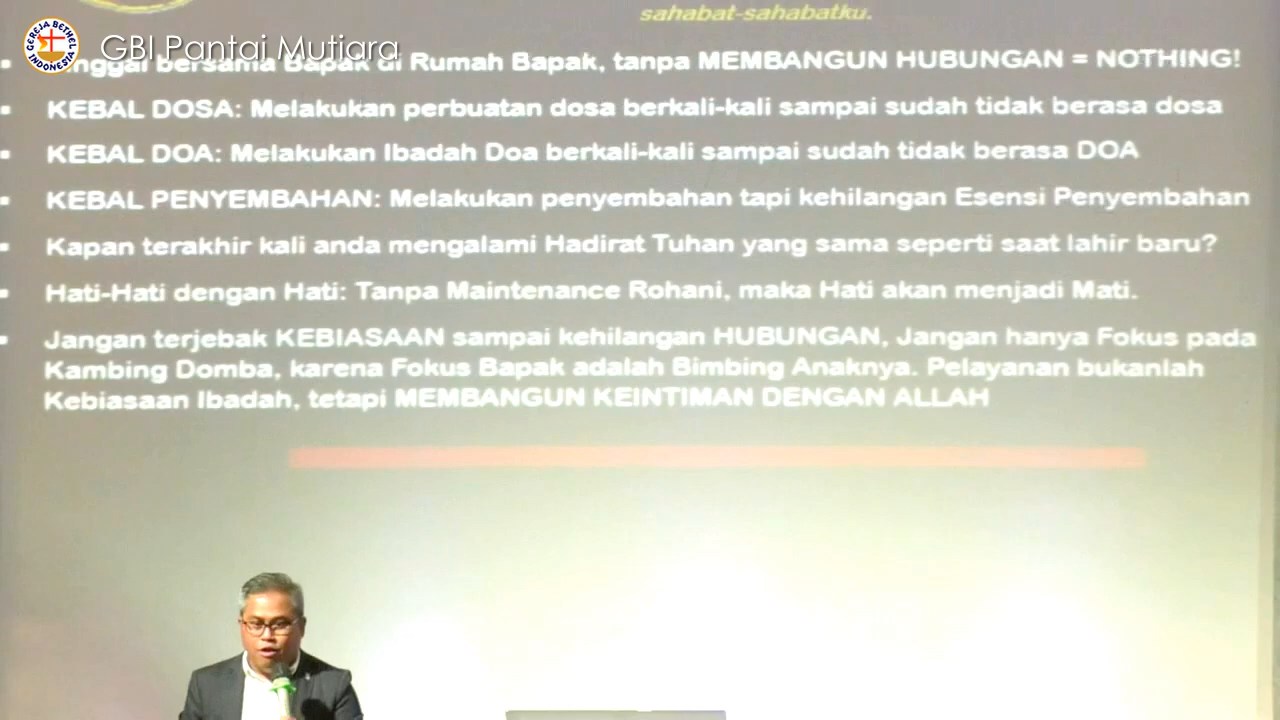 sahabat-sahabatku.
GEREJA BETHEL INDONESIA
GBI Pantai Mutiara
bersama Bapak di Rumah Bapak, tanpa MEMBANGUN HUBUNGAN = NOTHING!
KEBAL DOSA: Melakukan perbuatan dosa berkali-kali sampai sudah tidak berasa dosa
KEBAL DOA: Melakukan Ibadah Doa berkali-kali sampai sudah tidak berasa DOA
KEBAL PENYEMBAHAN: Melakukan penyembahan tapi kehilangan Esensi Penyembahan
Kapan terakhir kali anda mengalami Hadirat Tuhan yang sama seperti saat lahir baru?
Hati-Hati dengan Hati: Tanpa Maintenance Rohani, maka Hati akan menjadi Mati.
Jangan terjebak KEBIASAAN sampai kehilangan HUBUNGAN, Jangan hanya Fokus pada
Kambing Domba, karena Fokus Bapak adalah Bimbing Anaknya. Pelayanan bukanlah
Kebiasaan Ibadah, tetapi MEMBANGUN KEINTIMAN DENGAN ALLAH